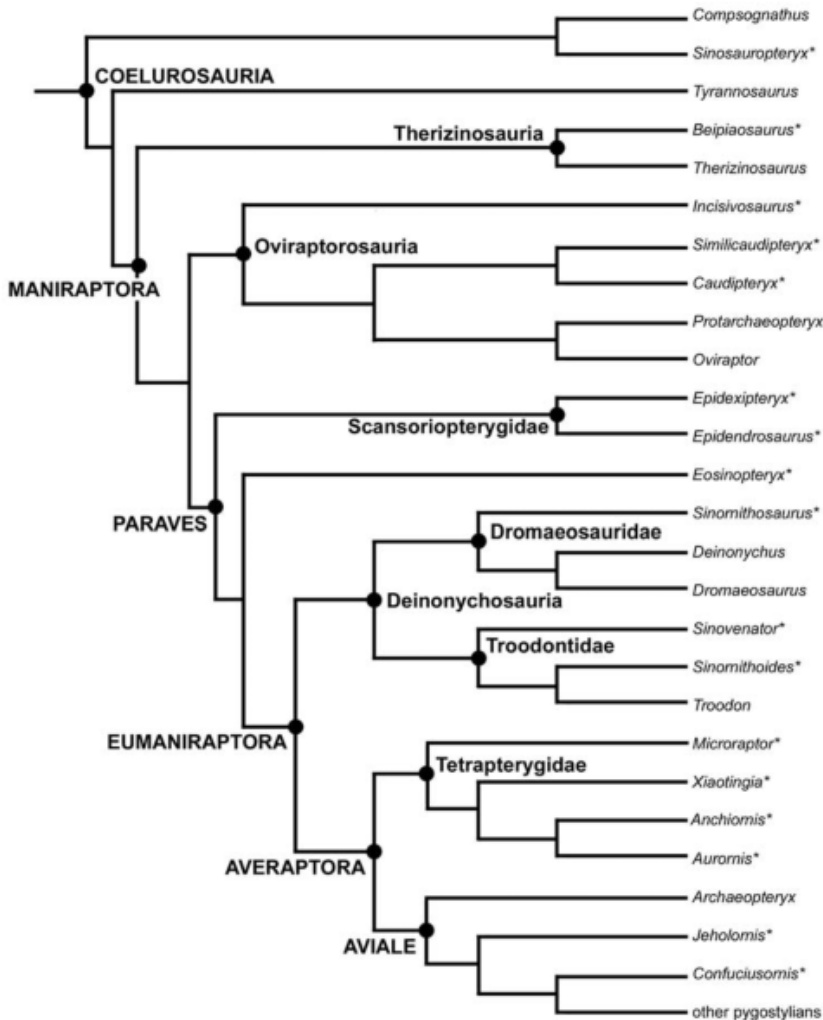 Compsognathus
Sinosauropteryx*
COELUROSAURIA
Tyrannosaurus
Beipiaosaurus*
Therizinosauria
Therizinosaurus
Incisivosaurus*
Oviraptorosauria
Similicaudipteryx*
Caudipteryx*
MANIRAPTORA
Protarchaeopteryx
Oviraptor
Epidexipteryx*
Scansoriopterygidae
Epidendrosaurus*
Eosinopteryx*
PARAVES
Sinornithosaurus*
Dromaeosauridae
Deinonychus
Dromaeosaurus
Deinonychosauria
Sinovenator*
Troodontidae
Sinornithoides*
Troodon
EUMANIRAPTORA
Microraptor*
Tetrapterygidae
Xiaotingia*
Anchiornis*
Aurornis*
AVERAPTORA
Archaeopteryx
Jeholornis*
AVIALE
Confuciusornis*
other pygostylians